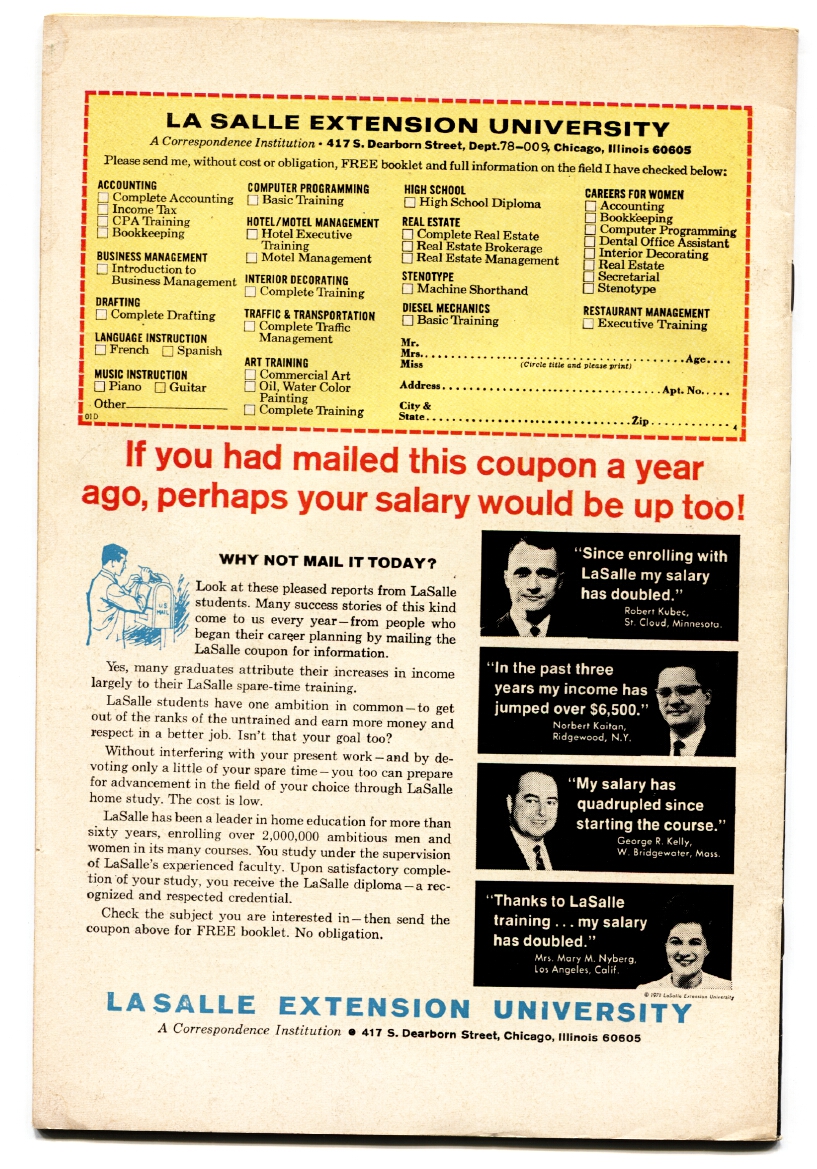 LA SALLE EXTENSION UNIVERSITY
A Correspondence Institution • 417 S. Dearborn Street, Dept.78-009, Chicago, Illinois 60605
Please send me, without cost or obligation, FREE booklet and full information on the field I have checked below:
ACCOUNTING
Complete Accounting
Income Tax
CPA Training
Bookkeeping
BUSINESS MANAGEMENT
Introduction to
Business Management
DRAFTING
Complete Drafting
LANGUAGE INSTRUCTION
French Spanish
MUSIC INSTRUCTION
Piano Guitar
Other
01D
COMPUTER PROGRAMMING
Basic Training
HOTEL/MOTEL MANAGEMENT
Hotel Executive
Training
Motel Management
INTERIOR DECORATING
Complete Training
TRAFFIC & TRANSPORTATION
Complete Traffic
Management
ART TRAINING
Commercial Art
Oil, Water Color
Painting
Complete Training
HIGH SCHOOL
High School Diploma
REAL ESTATE
Complete Real Estate
Real Estate Brokerage
Real Estate Management
STENOTYPE
Machine Shorthand
DIESEL MECHANICS
Basic Training
CAREERS FOR WOMEN
Accounting
Bookkeeping
Computer Programming
Dental Office Assistant
Interior Decorating
Real Estate
Secretarial
Stenotype
RESTAURANT MANAGEMENT
Executive Training
Mr.
Mrs. Age
Miss (Circle title and please print)
Address Apt. No.
City &
State Zip
4
If you had mailed this coupon a year
ago, perhaps your salary would be up too!
U.S. MAIL
WHY NOT MAIL IT TODAY?
Look at these pleased reports from LaSalle
students. Many success stories of this kind
come to us every year—from people who
began their career planning by mailing the
LaSalle coupon for information.
Yes, many graduates attribute their increases in income
largely to their LaSalle spare-time training.
LaSalle students have one ambition in common—to get
out of the ranks of the untrained and earn more money and
respect in a better job. Isn't that your goal too?
Without interfering with your present work—and by de-
voting only a little of your spare time—you too can prepare
for advancement in the field of your choice through LaSalle
home study. The cost is low.
LaSalle has been a leader in home education for more than
sixty years, enrolling over 2,000,000 ambitious men and
women in its many courses. You study under the supervision
of LaSalle's experienced faculty. Upon satisfactory comple-
tion of your study, you receive the LaSalle diploma—a rec-
ognized and respected credential.
Check the subject you are interested in—then send the
coupon above for FREE booklet. No obligation.
"Since enrolling with
LaSalle my salary
has doubled."
Robert Kubec,
St. Cloud, Minnesota.
"In the past three
years my income has
jumped over $6,500."
Norbert Kaitan,
Ridgewood, N.Y.
"My salary has
quadrupled since
starting the course."
George R. Kelly,
W. Bridgewater, Mass.
"Thanks to LaSalle
training . . . my salary
has doubled."
Mrs. Mary M. Nyberg,
Los Angeles, Calif.
© 1971 LaSalle Extension University
LA SALLE EXTENSION UNIVERSITY
A Correspondence Institution • 417 S. Dearborn Street, Chicago, Illinois 60605